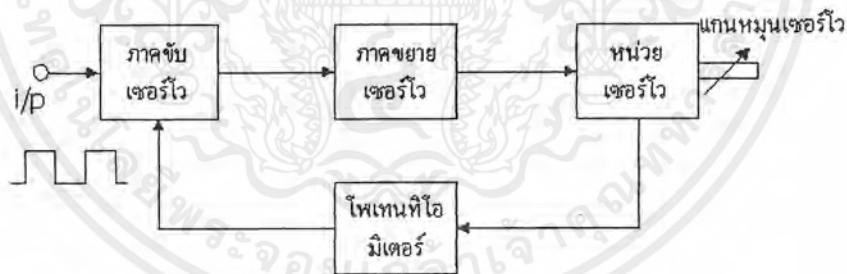 แกนหมุนเซอร์โว
ภาคขับ
เซอร์โว
ภาคขยาย
เซอร์โว
หน่วย
เซอร์โว
i/p
โพเทนทิโอ
มิเตอร์